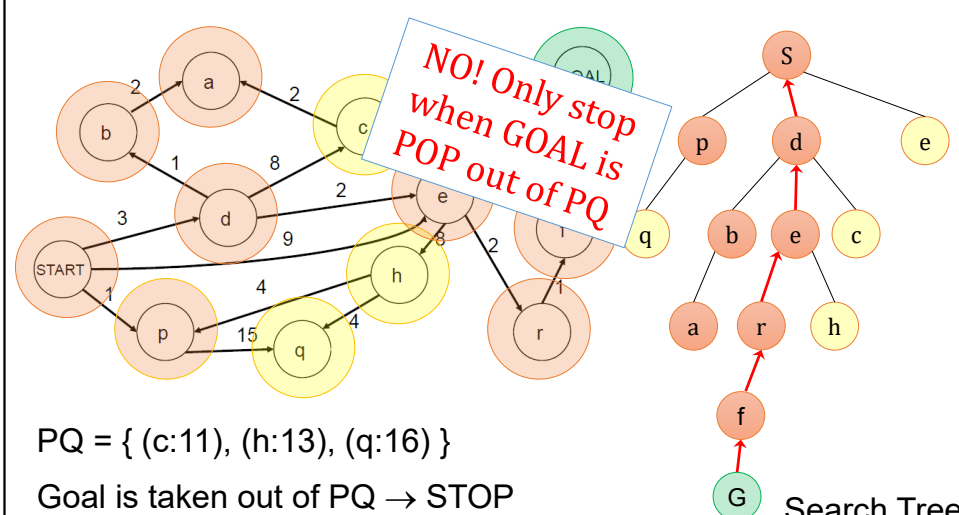 a
2
b
2
c
AL
NO! Only stop
when GOAL is
POP out of PQ
1
8
3
d
2
e
9
START
8
2
h
4
1
1
p
15
4
q
r
S
p
d
e
q
b
e
c
a
r
h
f
G
PQ = { (c:11), (h:13), (q:16) }
Goal is taken out of PQ → STOP
Search Tree